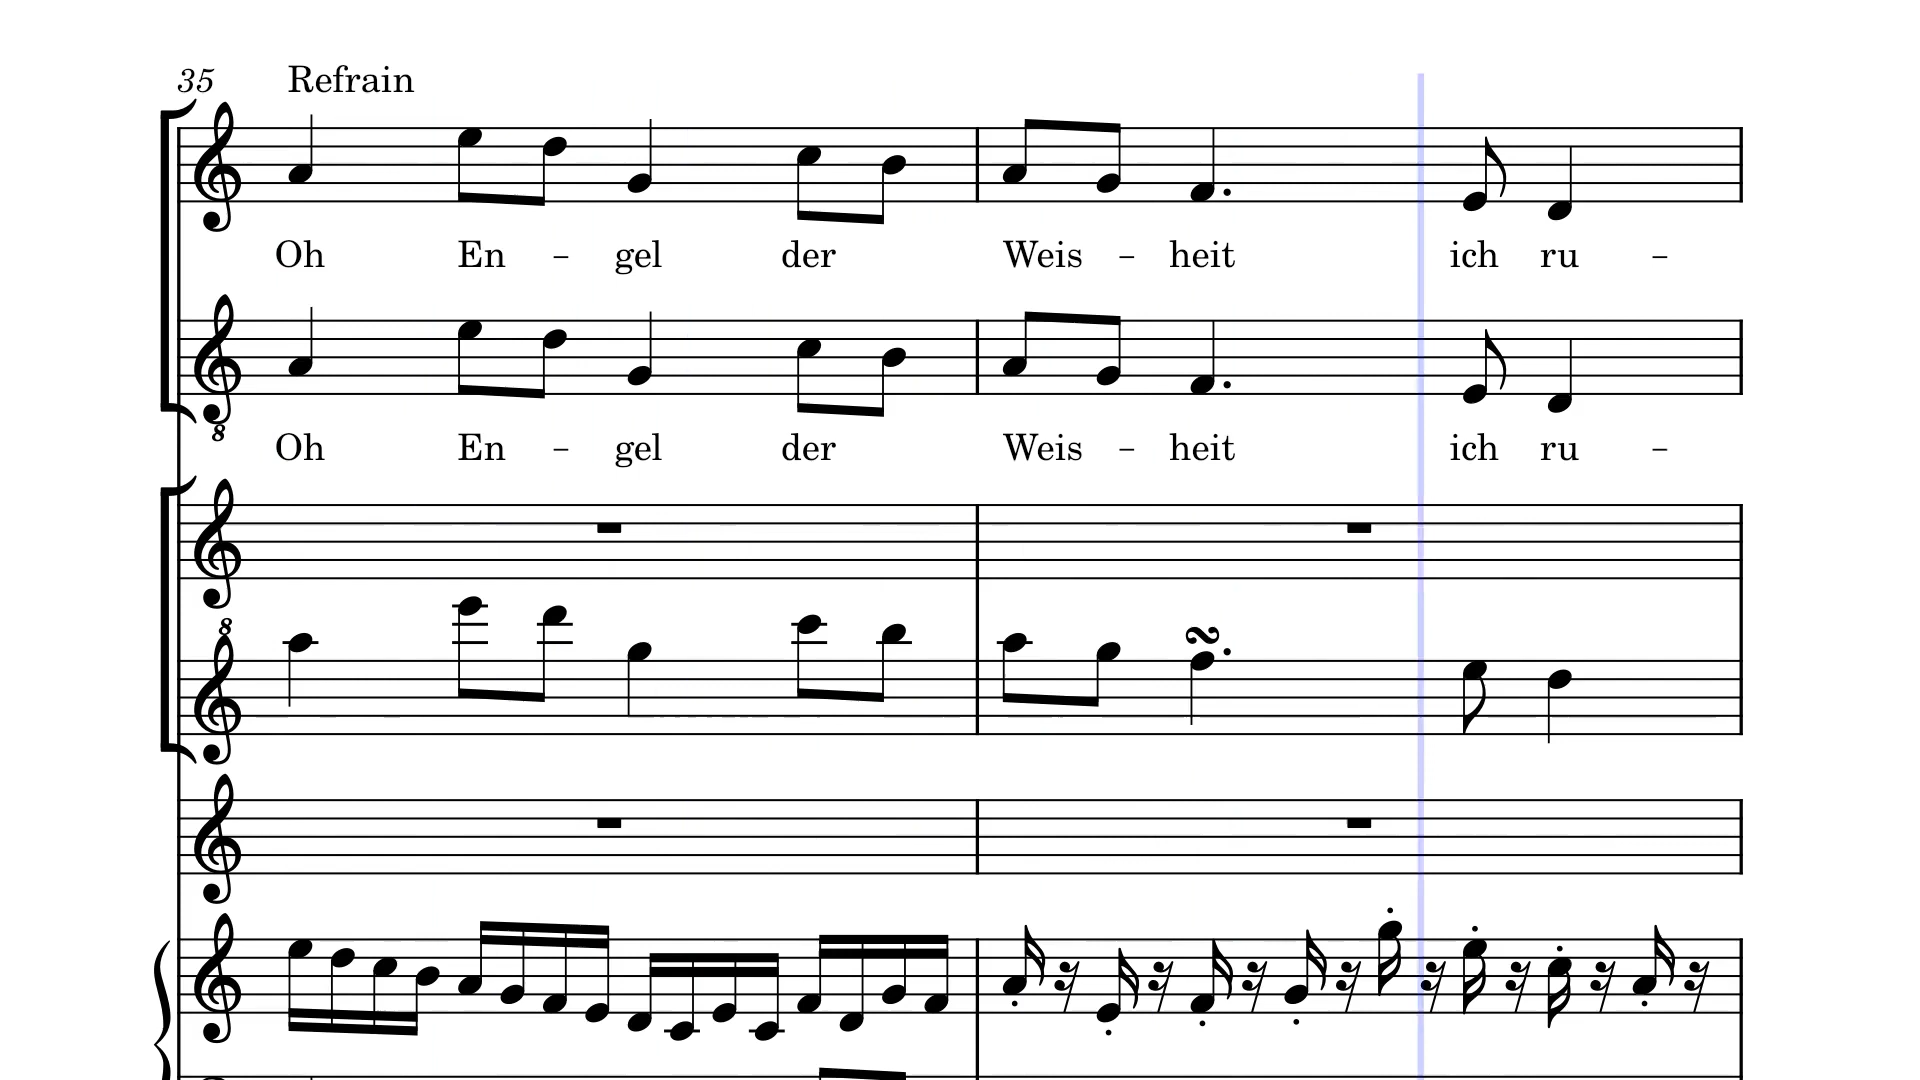 35 Refrain
Oh En - gel der Weis - heit ich ru -
8
Oh En - gel der Weis - heit ich ru -
8